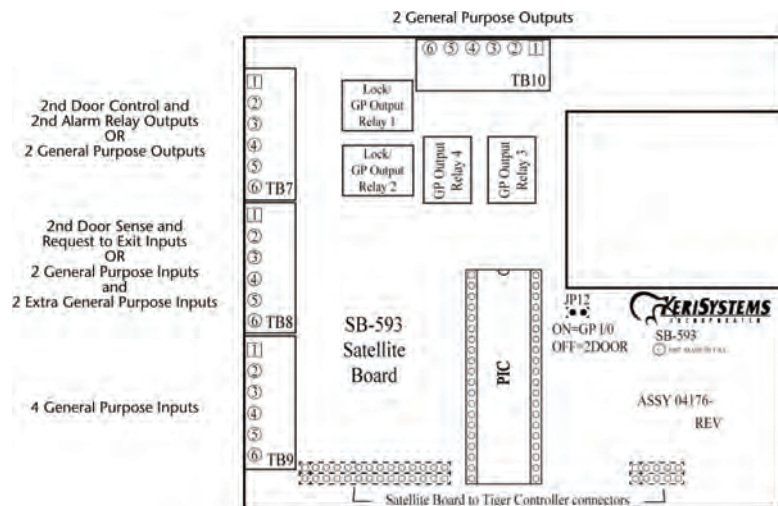 2 General Purpose Outputs
⑥ ⑤ ④ ③ ② 1
TB10
1
②
③
④
⑤
⑥ TB7
2nd Door Control and
2nd Alarm Relay Outputs
OR
2 General Purpose Outputs
Lock/
GP Output
Relay 1
Lock/
GP Output
Relay 2
GP Output
Relay 4
GP Output
Relay 3
2nd Door Sense and
Request to Exit Inputs
OR
2 General Purpose Inputs
and
2 Extra General Purpose Inputs
1
②
③
④
⑤
⑥ TB8
SB-593
Satellite
Board
PIC
JP12
ON=GP I/0
OFF=2DOOR
KERISYSTEMS
INCORPORATED
SB-593
4 General Purpose Inputs
1
②
③
④
⑤
⑥ TB9
ASSY 04176-
REV
Satellite Board to Tiger Controller connectors